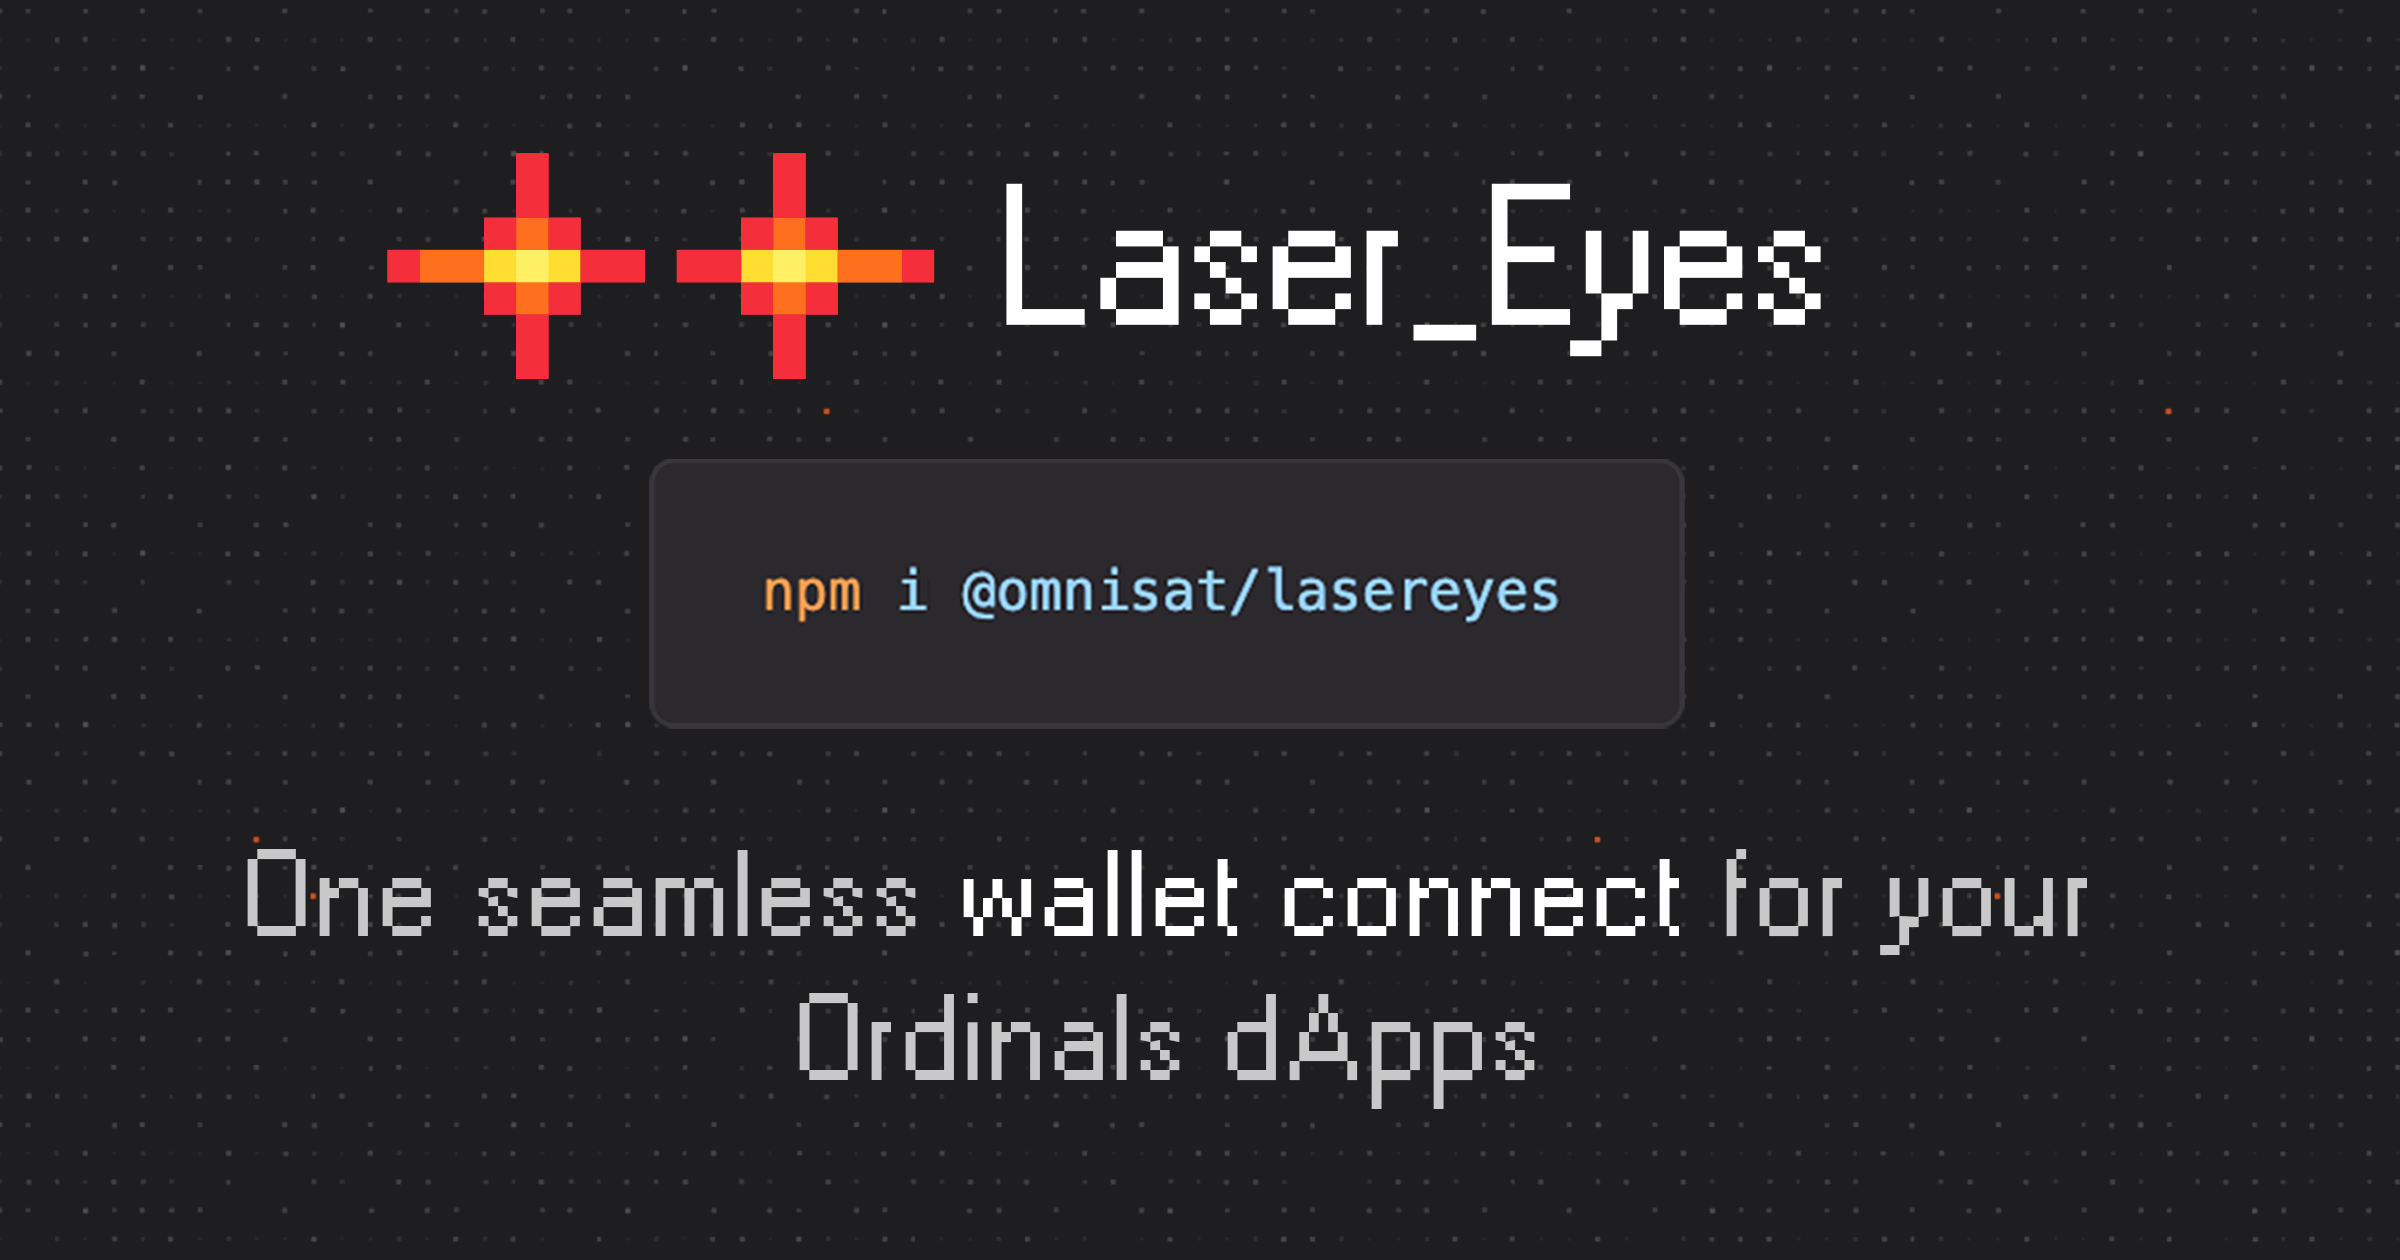 Laser_Eyes
npm i @omnisat/lasereyes
One seamless wallet connect for your
Ordinals dApps